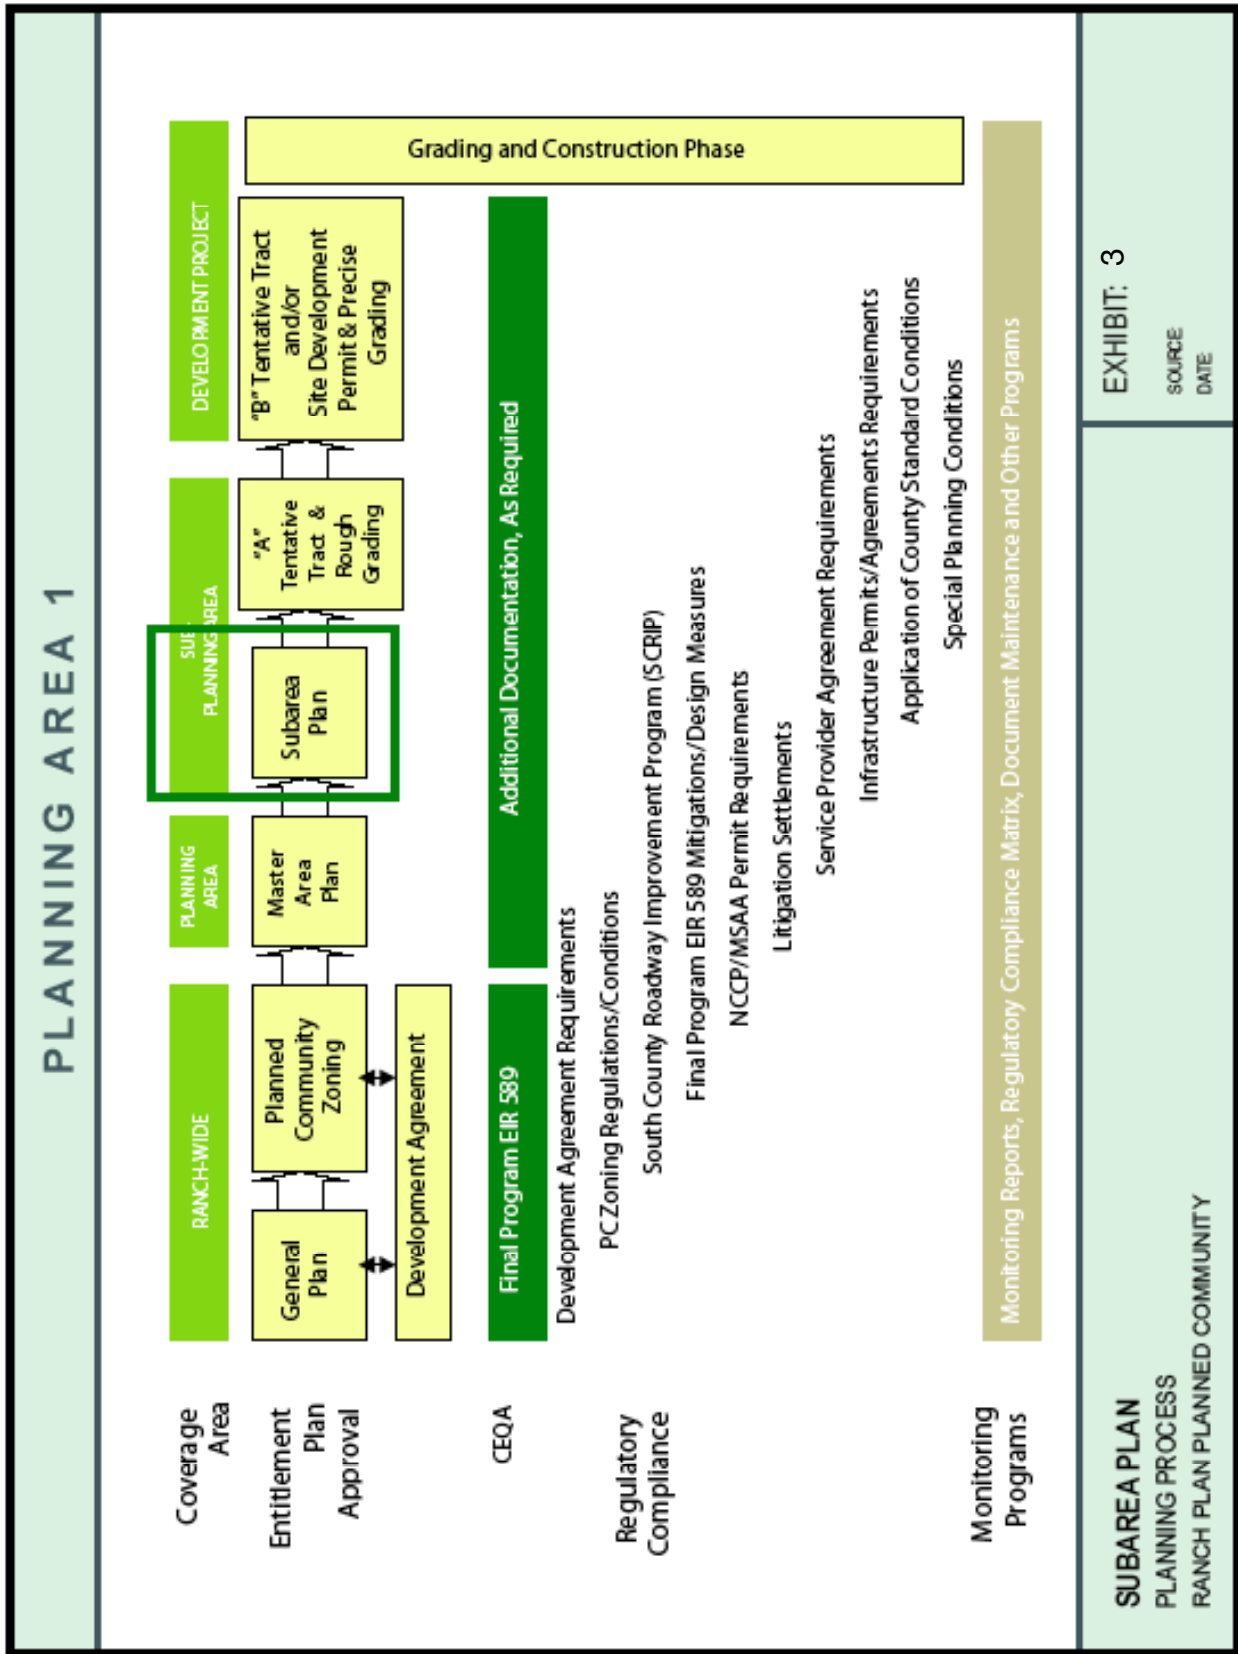 PLANNING AREA 1
Coverage
Area
RANCH-WIDE
PLANNING
AREA
SUB-
PLANNING AREA
DEVELOPMENT PROJECT
Entitlement
Plan
Approval
General
Plan
Planned
Community
Zoning
Master
Area
Plan
Subarea
Plan
"A"
Tentative
Tract &
Rough
Grading
"B" Tentative Tract
and/or
Site Development
Permit & Precise
Grading
Grading and Construction Phase
Development Agreement
CEQA
Final Program EIR 589
Additional Documentation, As Required
Regulatory
Compliance
Development Agreement Requirements
PC Zoning Regulations/Conditions
South County Roadway Improvement Program (SCRIP)
Final Program EIR 589 Mitigations/Design Measures
NCCP/MSAA Permit Requirements
Litigation Settlements
Service Provider Agreement Requirements
Infrastructure Permits/Agreements Requirements
Application of County Standard Conditions
Special Planning Conditions
Monitoring
Programs
Monitoring Reports, Regulatory Compliance Matrix, Document Maintenance and Other Programs
SUBAREA PLAN
PLANNING PROCESS
RANCH PLAN PLANNED COMMUNITY
EXHIBIT: 3
SOURCE:
DATE: